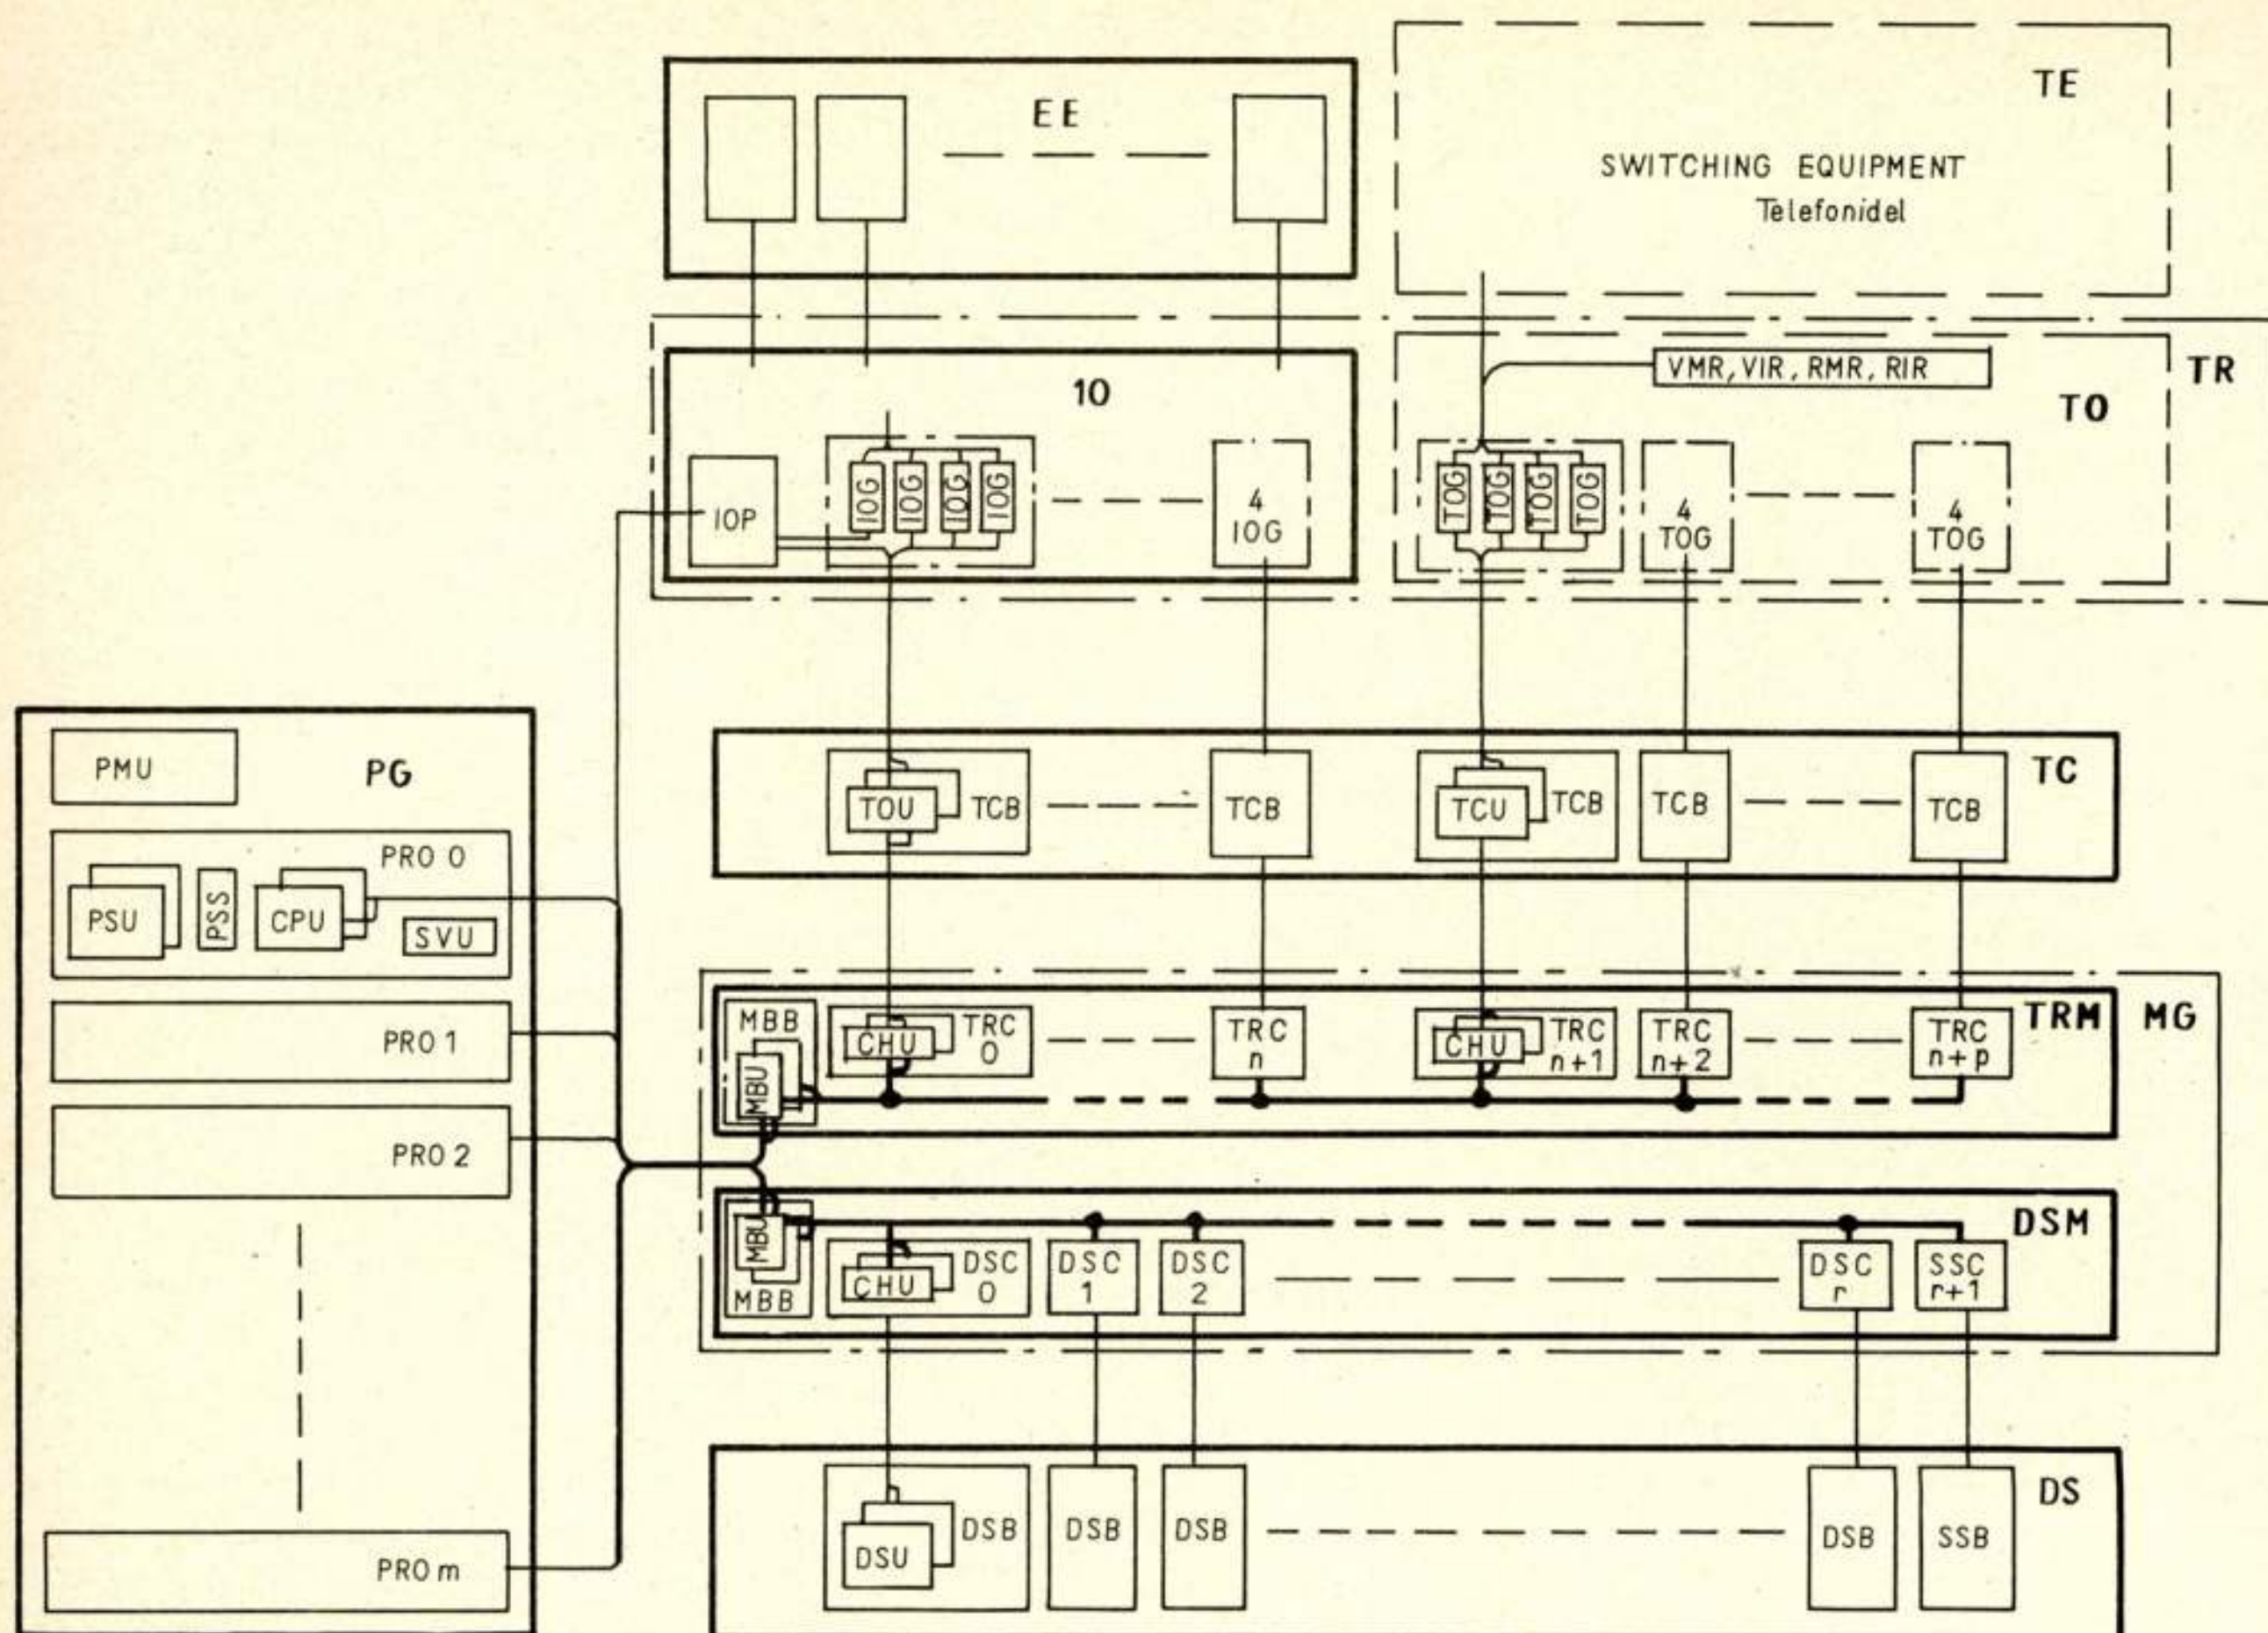 EE
TE
SWITCHING EQUIPMENT
Telefonidel
VMR, VIR, RMR, RIR
TR
IO
TO
IOP
IOG
IOG
IOG
IOG
4
IOG
TOG
TOG
TOG
TOG
4
TOG
4
TOG
PMU
PG
PRO 0
PSU
PSS
CPU
SVU
PRO 1
PRO 2
PRO m
TC
TOU
TCB
TCB
TCU
TCB
TCB
TCB
MBB
MBU
CHU
TRC
0
TRC
n
CHU
TRC
n+1
TRC
n+2
TRC
n+p
TRM
MG
MBU
MBB
CHU
DSC
0
DSC
1
DSC
2
DSC
r
SSC
r+1
DSM
DSU
DSB
DSB
DSB
DSB
SSB
DS